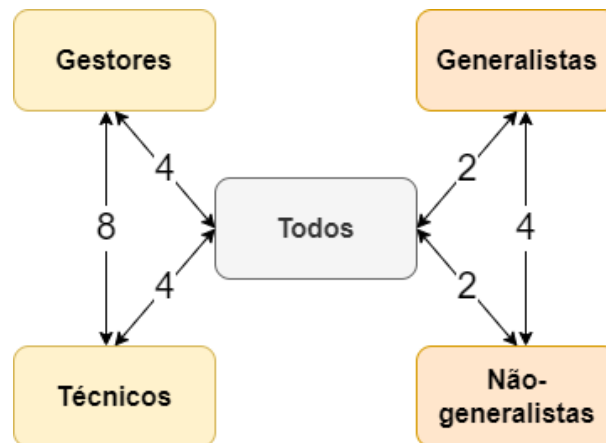 Gestores
Generalistas
4
2
8
Todos
4
4
2
Técnicos
Não-
generalistas